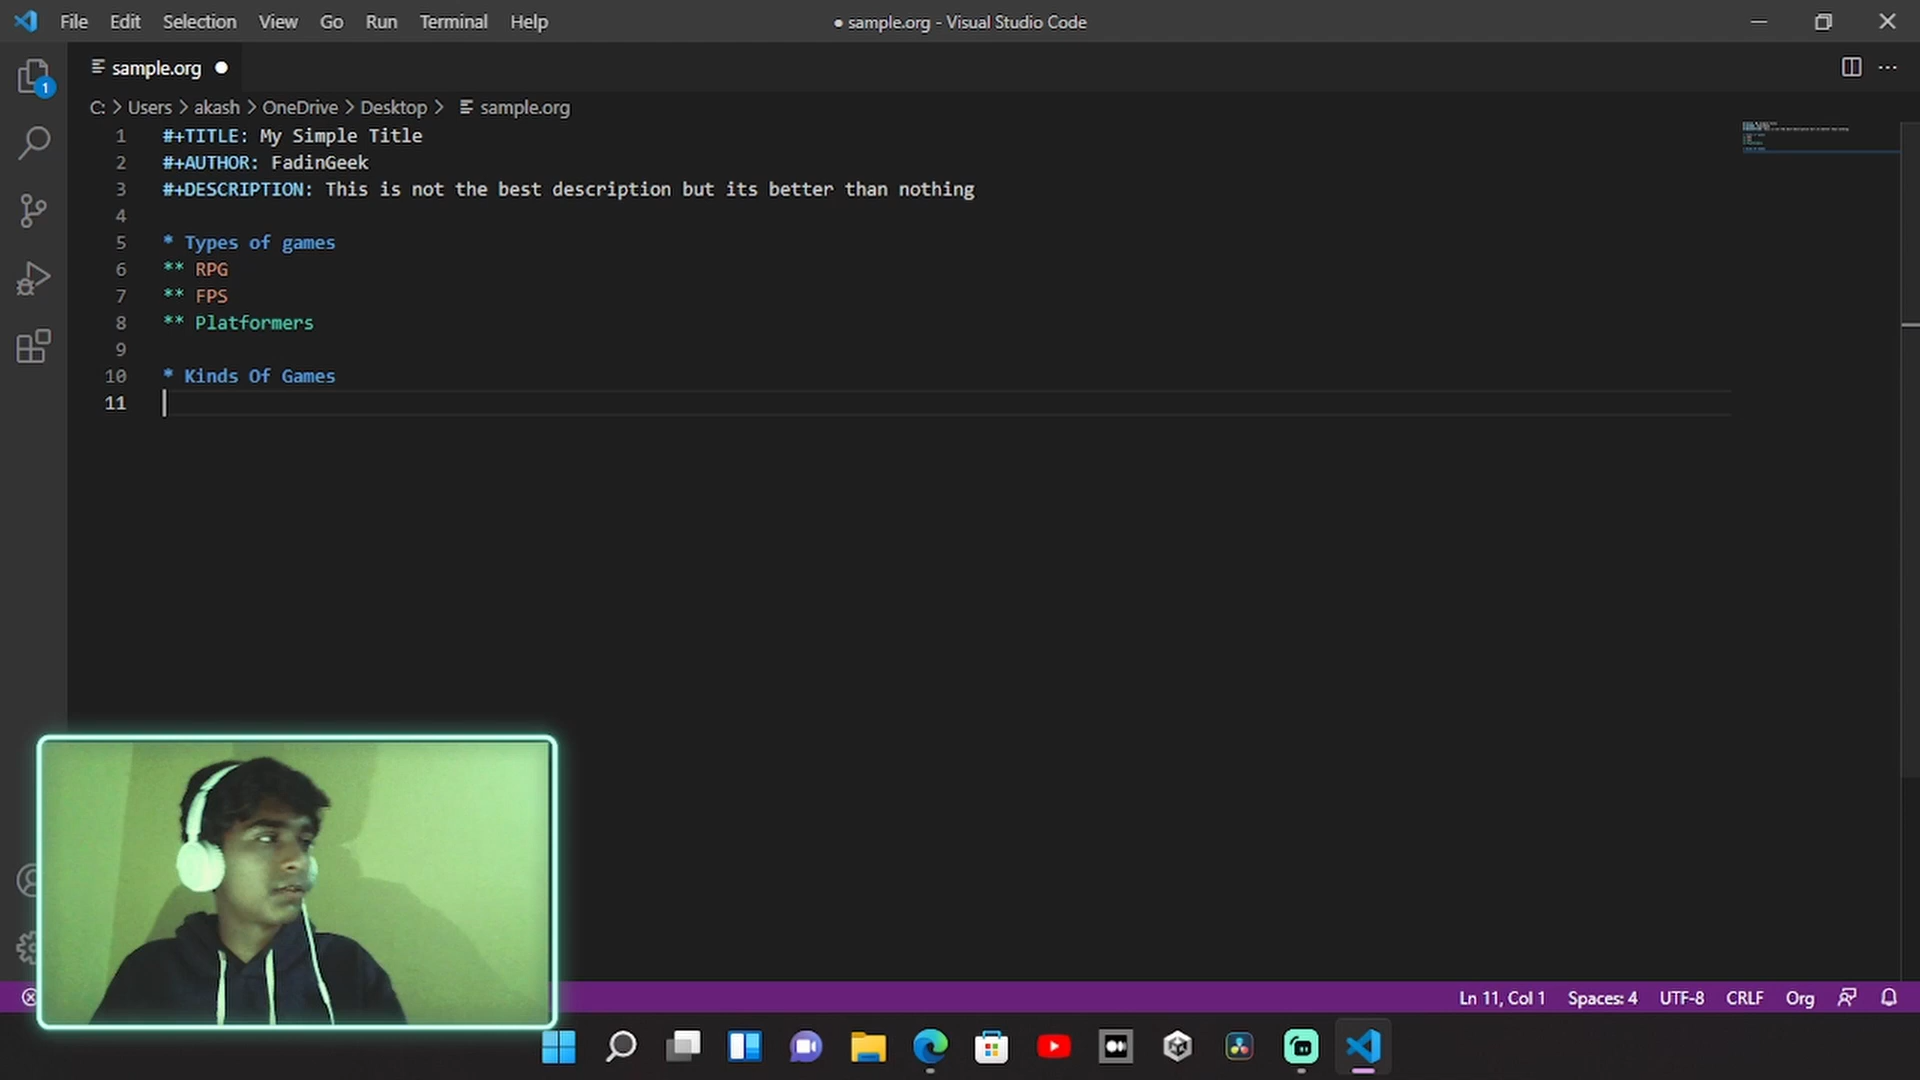 File Edit Selection View Go Run Terminal Help
● sample.org - Visual Studio Code
1
sample.org ●
C: > Users > akash > OneDrive > Desktop > sample.org
1 #+TITLE: My Simple Title
2 #+AUTHOR: FadinGeek
3 #+DESCRIPTION: This is not the best description but its better than nothing
4
5 * Types of games
6 ** RPG
7 ** FPS
8 ** Platformers
9
10 * Kinds Of Games
11
Ln 11, Col 1 Spaces: 4 UTF-8 CRLF Org